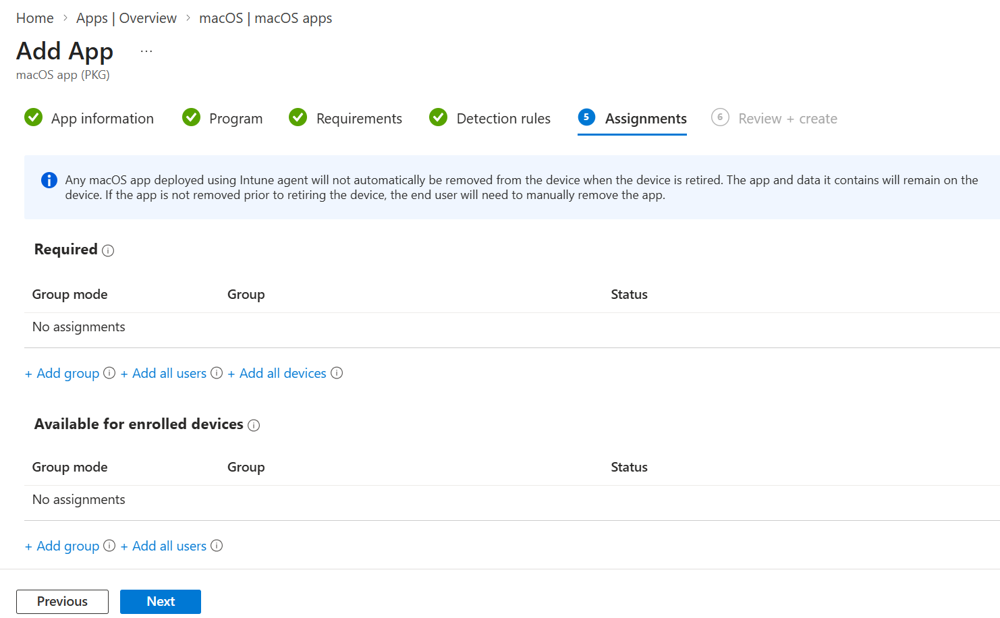 Home > Apps | Overview > macOS | macOS apps
Add App ...
macOS app (PKG)
App information Program Requirements Detection rules 5 Assignments 6 Review + create
Any macOS app deployed using Intune agent will not automatically be removed from the device when the device is retired. The app and data it contains will remain on the
device. If the app is not removed prior to retiring the device, the end user will need to manually remove the app.
Required
Group mode Group Status
No assignments
+ Add group + Add all users + Add all devices
Available for enrolled devices
Group mode Group Status
No assignments
+ Add group + Add all users
Previous Next